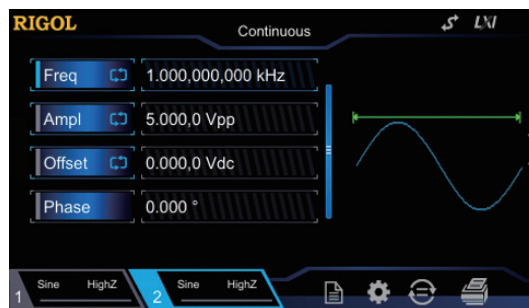 RIGOL
Continuous
LXI
Freq 1.000,000,000 kHz
Ampl 5.000,0 Vpp
Offset 0.000,0 Vdc
Phase 0.000 °
1 Sine HighZ 2 Sine HighZ